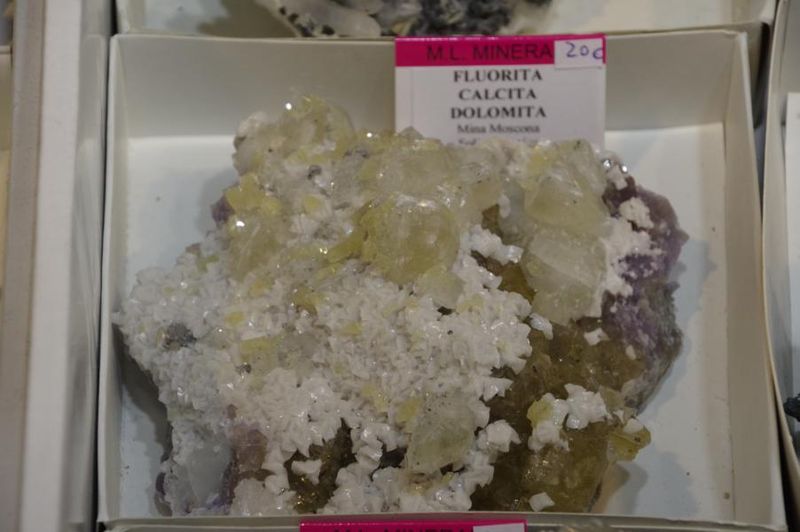 M.L. MINERA
20€
FLUORITA
CALCITA
DOLOMITA
Mina Moscona